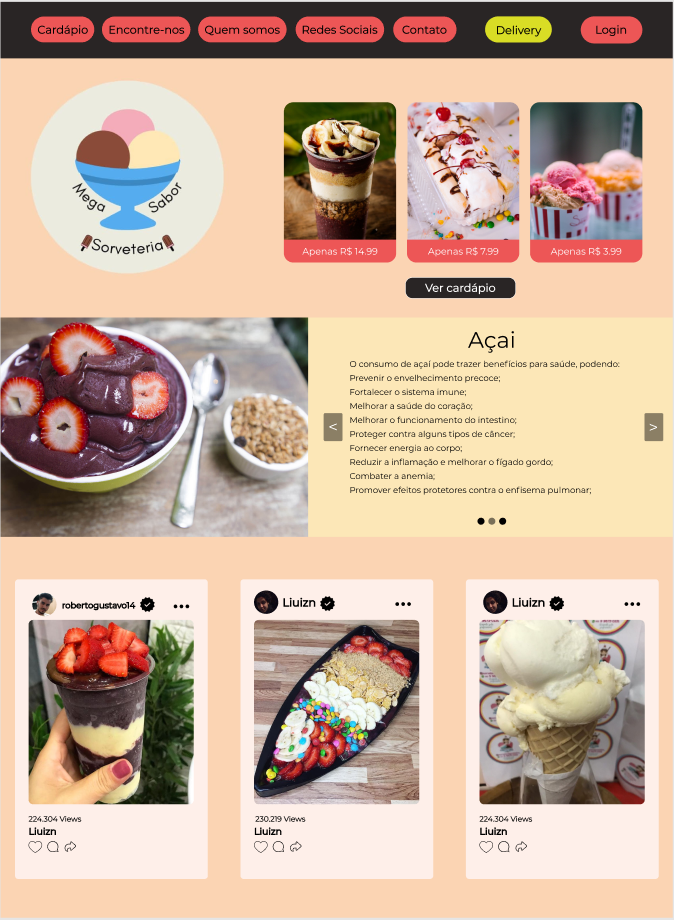 Cardápio Encontre-nos Quem somos Redes Sociais Contato Delivery Login
Mega Sabor
Sorveteria
Apenas R$ 14.99 Apenas R$ 7.99 Apenas R$ 3.99
Ver cardápio
Açai
O consumo de açaí pode trazer benefícios para saúde, podendo:
Prevenir o envelhecimento precoce;
Fortalecer o sistema imune;
Melhorar a saúde do coração;
Melhorar o funcionamento do intestino;
Proteger contra alguns tipos de câncer;
Fornecer energia ao corpo;
Reduzir a inflamação e melhorar o fígado gordo;
Combater a anemia;
Promover efeitos protetores contra o enfisema pulmonar;
< >
robertogustavo14
224.304 Views
Liuizn
Liuizn
230.219 Views
Liuizn
Liuizn
224.304 Views
Liuizn